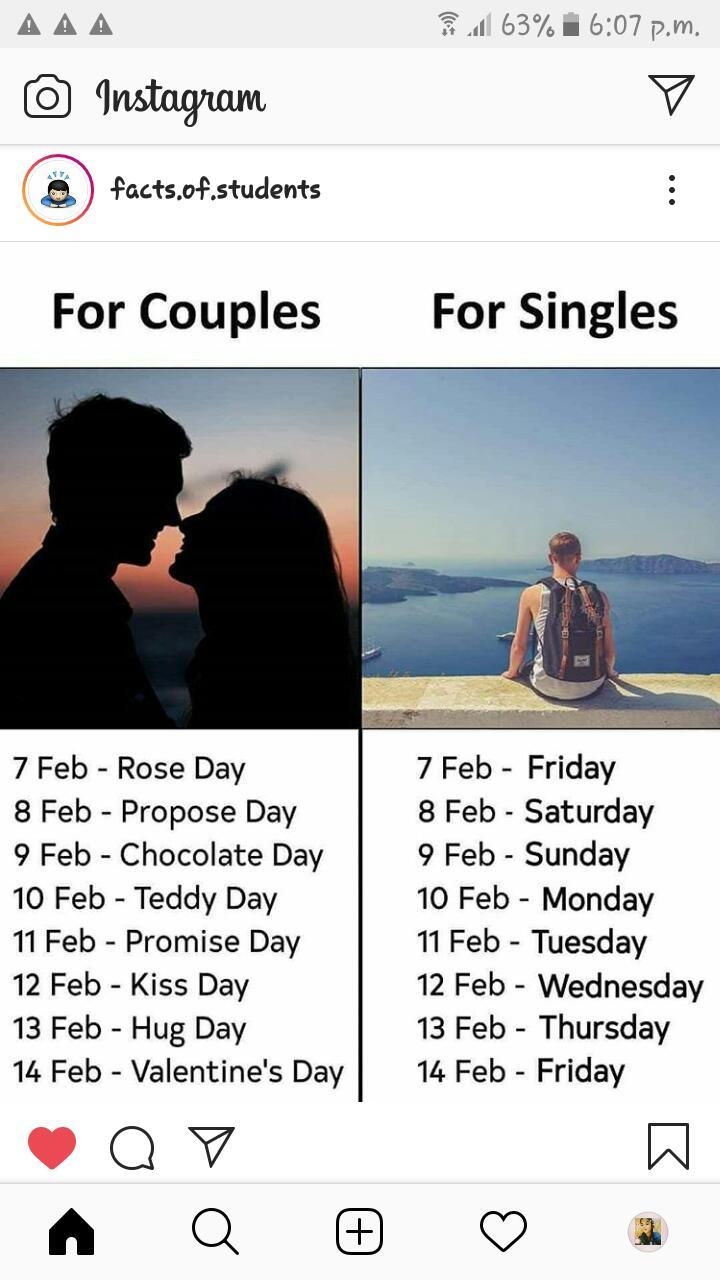 63% 6:07 p.m.
Instagram
facts.of.students
For Couples
For Singles
7 Feb - Rose Day
8 Feb - Propose Day
9 Feb - Chocolate Day
10 Feb - Teddy Day
11 Feb - Promise Day
12 Feb - Kiss Day
13 Feb - Hug Day
14 Feb - Valentine's Day
7 Feb - Friday
8 Feb - Saturday
9 Feb - Sunday
10 Feb - Monday
11 Feb - Tuesday
12 Feb - Wednesday
13 Feb - Thursday
14 Feb - Friday